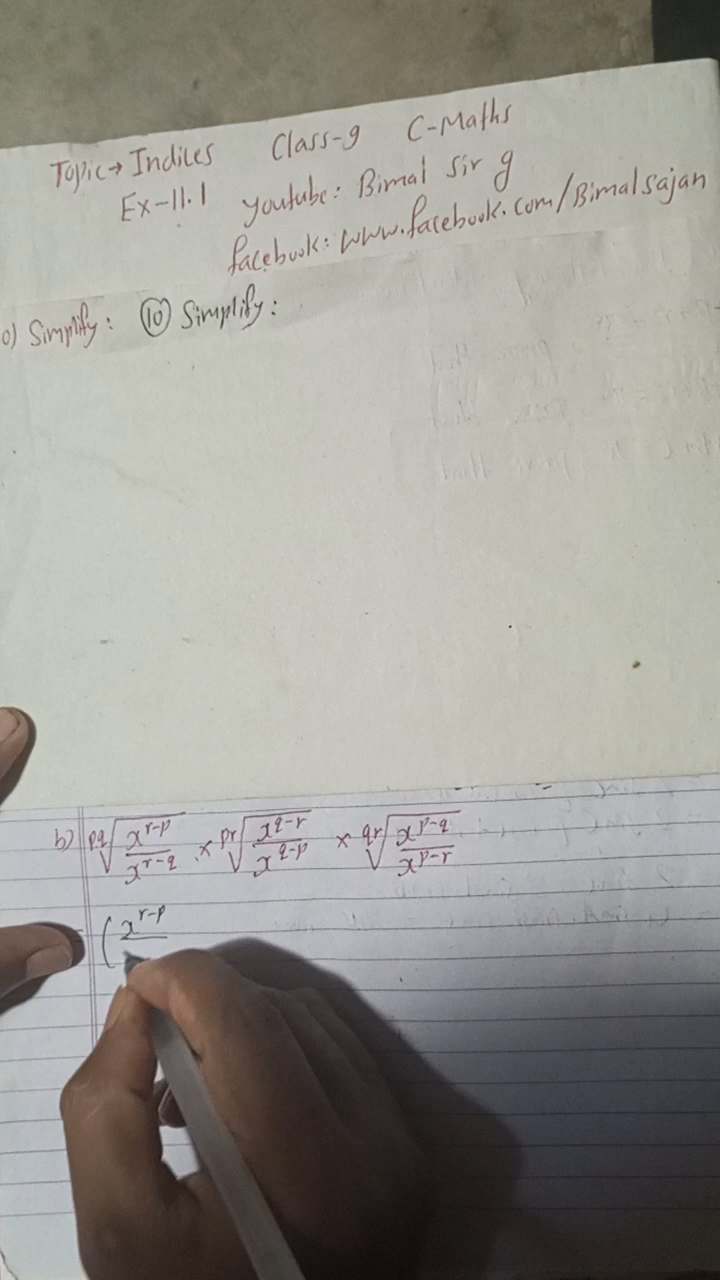 Topic→ Indices Class-9 C-Maths
Ex-11.1 youtube: Bimal Sir g
facebook: www.facebook.com/Bimalsajan
0) Simplify: (10) Simplify:
b) pq√(x^(r-p)/x^(r-q)) × pr√(x^(q-r)/x^(q-p)) × qr√(x^(p-q)/x^(p-r))
(x^(r-p)